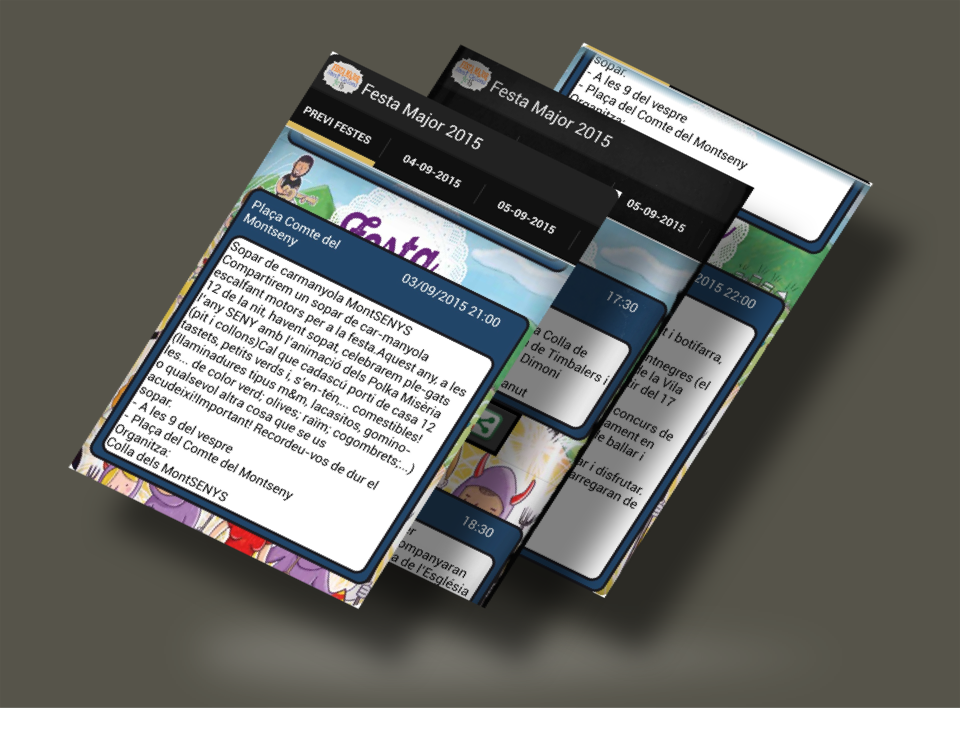 Festa Major 2015
PREVI FESTES
04-09-2015
05-09-2015
Festa
Plaça Comte del
Montseny
03/09/2015 21:00
Sopar de carmanyola MontSENYS
Compartirem un sopar de car-manyola
escalfant motors per a la festa.Aquest any, a les
12 de la nit, havent sopat, celebrarem ple-gats
l'any SENY amb l'animació dels Polka Misèria
(pit i collons)Cal que cadascú porti de casa 12
tastets, petits verds i, s'en-tén,... comestibles!
(llaminadures tipus m&m, lacasitos, gomino-
les... de color verd; olives; raïm; cogombrets;...)
o qualsevol altra cosa que se us
acudeixi!Important! Recordeu-vos de dur el
sopar.
- A les 9 del vespre
- Plaça del Comte del Montseny
Organitza:
Colla dels MontSENYS
Festa Major 2015
05-09-2015
17:30
a Colla de
de Timbalers i
Dimoni
anut
18:30
er
ompanyaran
a de l'Església
sopar.
- A les 9 del vespre
- Plaça del Comte del Montseny
Organitza:
2015 22:00
t i botifarra.
ntnegres (el
de la Vila
ir del 17
concurs de
ament en
e ballar i
ar i disfrutar.
arregaran de